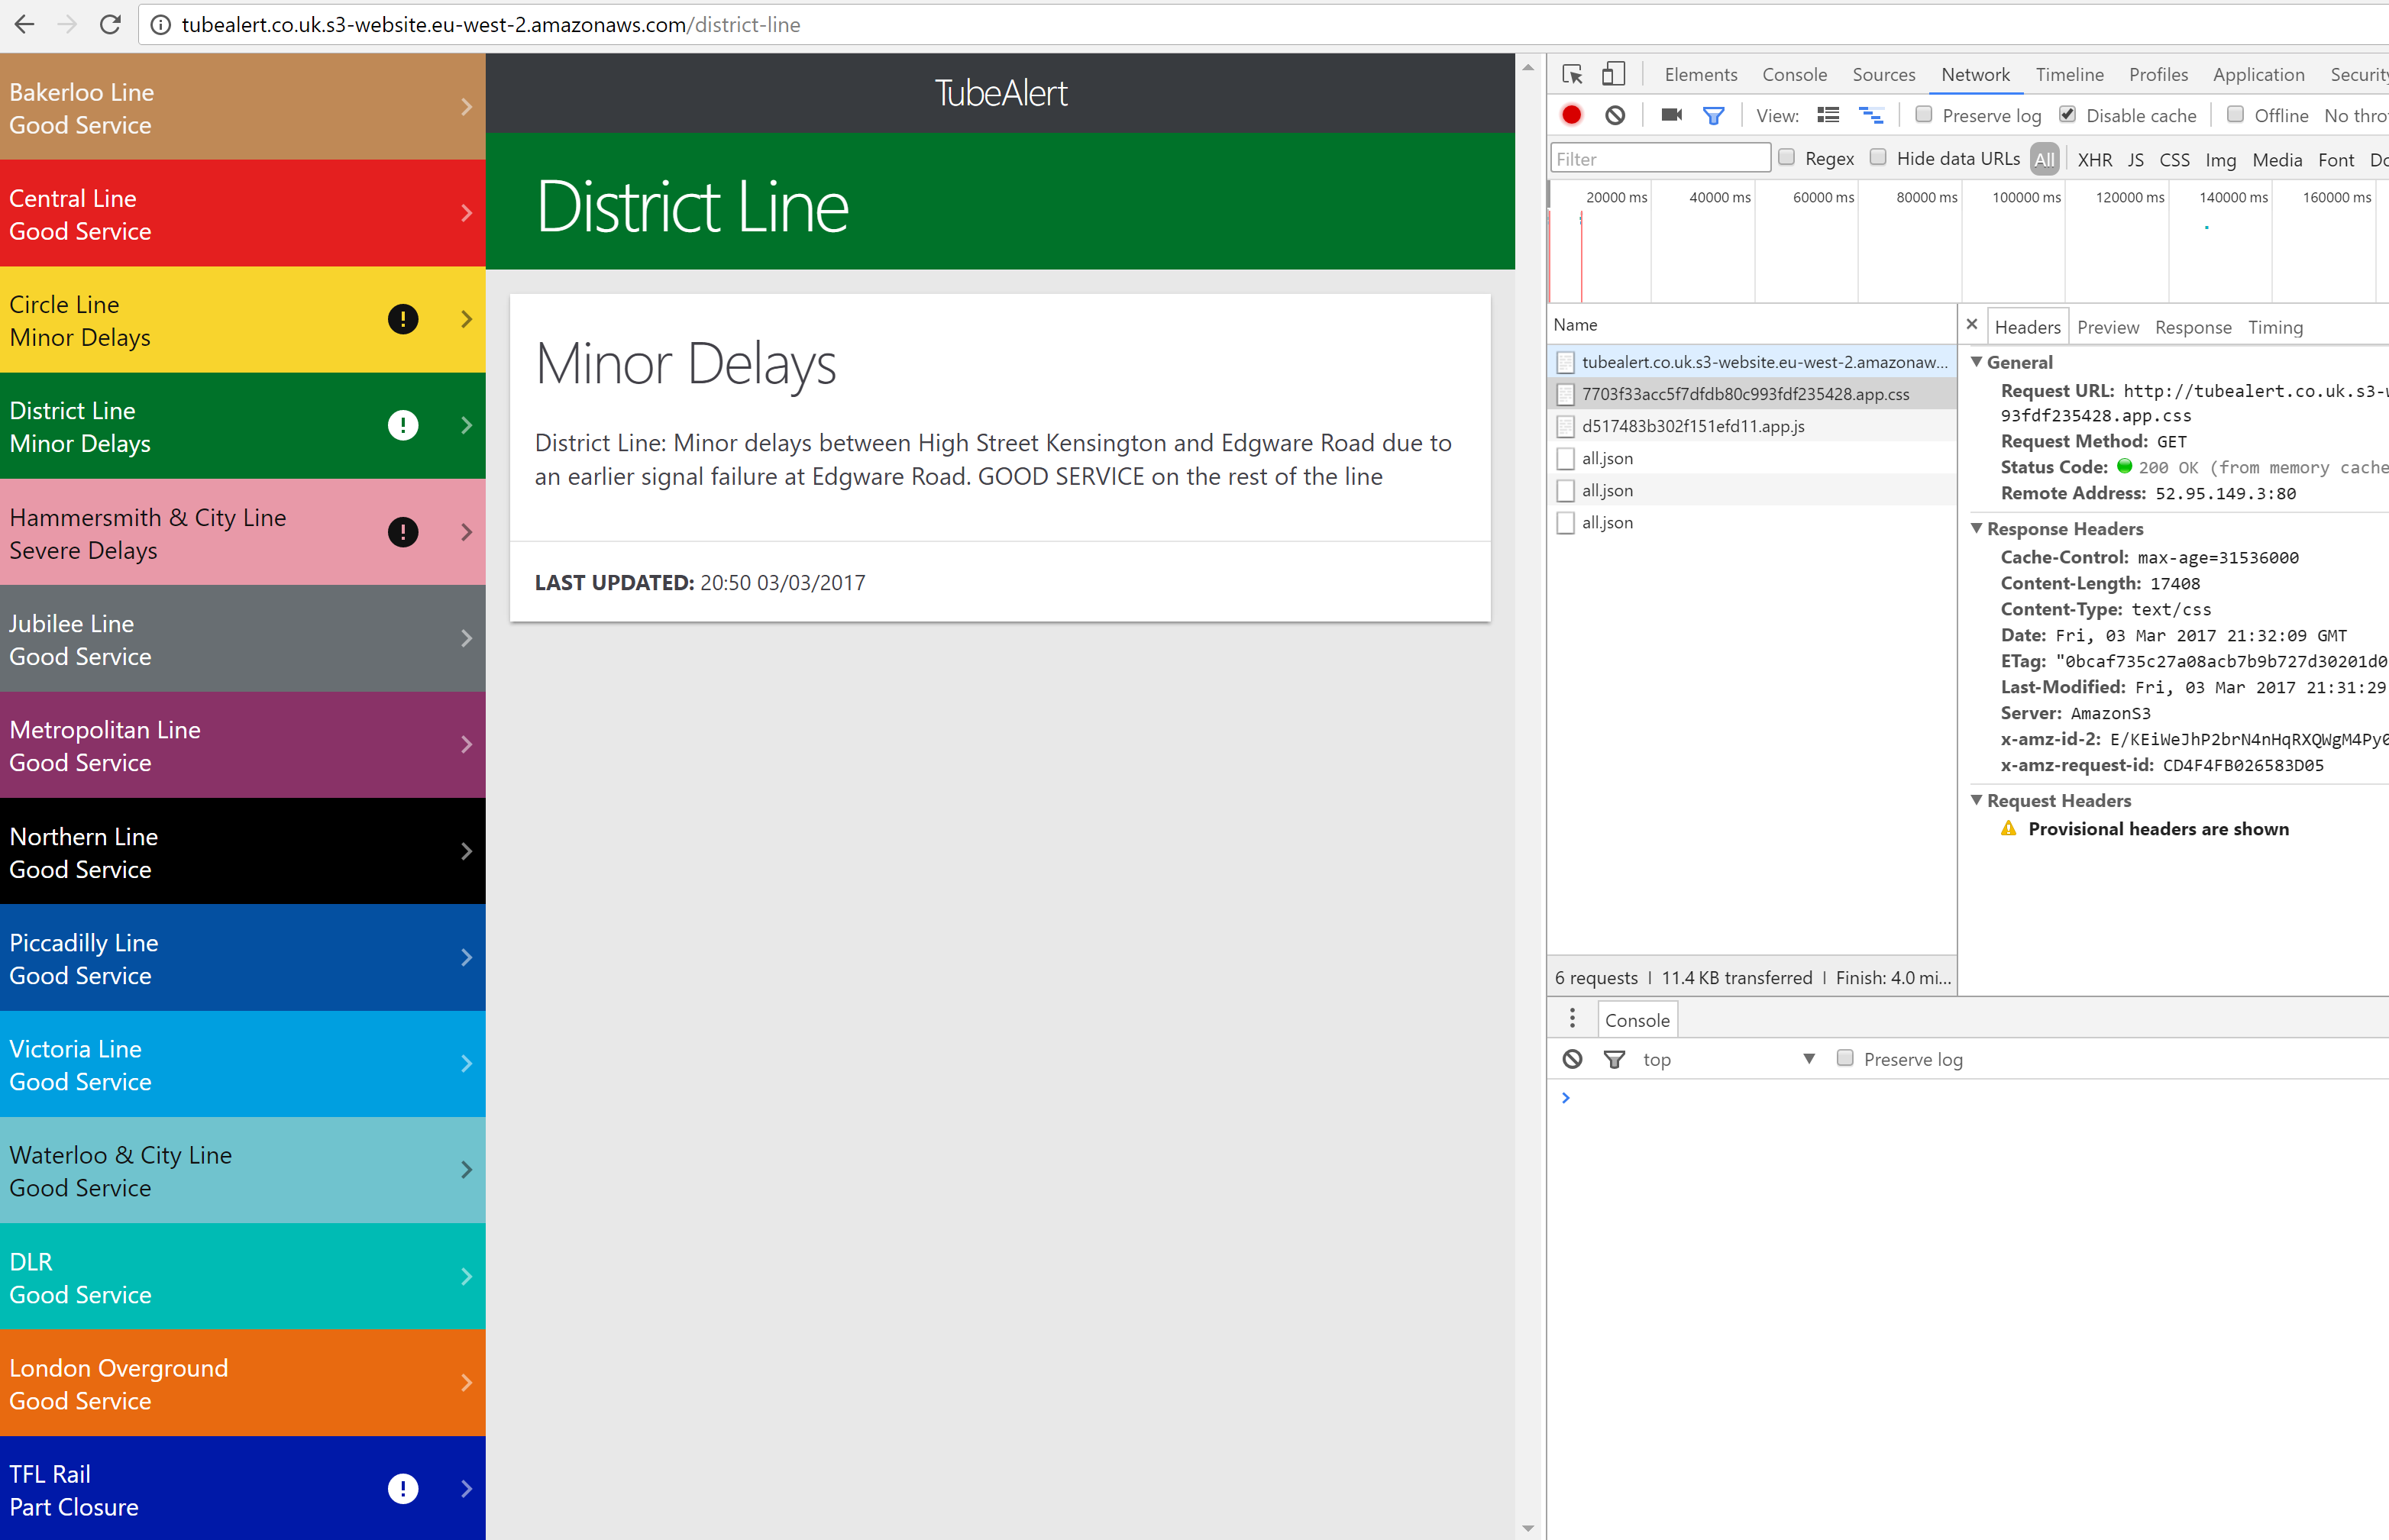 tubealert.co.uk.s3-website.eu-west-2.amazonaws.com/district-line
Bakerloo Line
Good Service
Central Line
Good Service
Circle Line
Minor Delays
District Line
Minor Delays
Hammersmith & City Line
Severe Delays
Jubilee Line
Good Service
Metropolitan Line
Good Service
Northern Line
Good Service
Piccadilly Line
Good Service
Victoria Line
Good Service
Waterloo & City Line
Good Service
DLR
Good Service
London Overground
Good Service
TFL Rail
Part Closure
TubeAlert
District Line
Minor Delays
District Line: Minor delays between High Street Kensington and Edgware Road due to
an earlier signal failure at Edgware Road. GOOD SERVICE on the rest of the line
LAST UPDATED: 20:50 03/03/2017
Elements Console Sources Network Timeline Profiles Application Security
View: Preserve log Disable cache Offline No thro
Filter Regex Hide data URLs All XHR JS CSS Img Media Font Do
20000 ms 40000 ms 60000 ms 80000 ms 100000 ms 120000 ms 140000 ms 160000 ms
Name
tubealert.co.uk.s3-website.eu-west-2.amazonaw...
7703f33acc5f7dfdb80c993fdf235428.app.css
d517483b302f151efd11.app.js
all.json
all.json
all.json
6 requests | 11.4 KB transferred | Finish: 4.0 mi...
× Headers Preview Response Timing
General
Request URL: http://tubealert.co.uk.s3-w
93fdf235428.app.css
Request Method: GET
Status Code: 200 OK (from memory cache
Remote Address: 52.95.149.3:80
Response Headers
Cache-Control: max-age=31536000
Content-Length: 17408
Content-Type: text/css
Date: Fri, 03 Mar 2017 21:32:09 GMT
ETag: "0bcaf735c27a08acb7b9b727d30201d0
Last-Modified: Fri, 03 Mar 2017 21:31:29
Server: AmazonS3
x-amz-id-2: E/KEiWeJhP2brN4nHqRXQWgM4Py0
x-amz-request-id: CD4F4FB026583D05
Request Headers
Provisional headers are shown
Console
top Preserve log